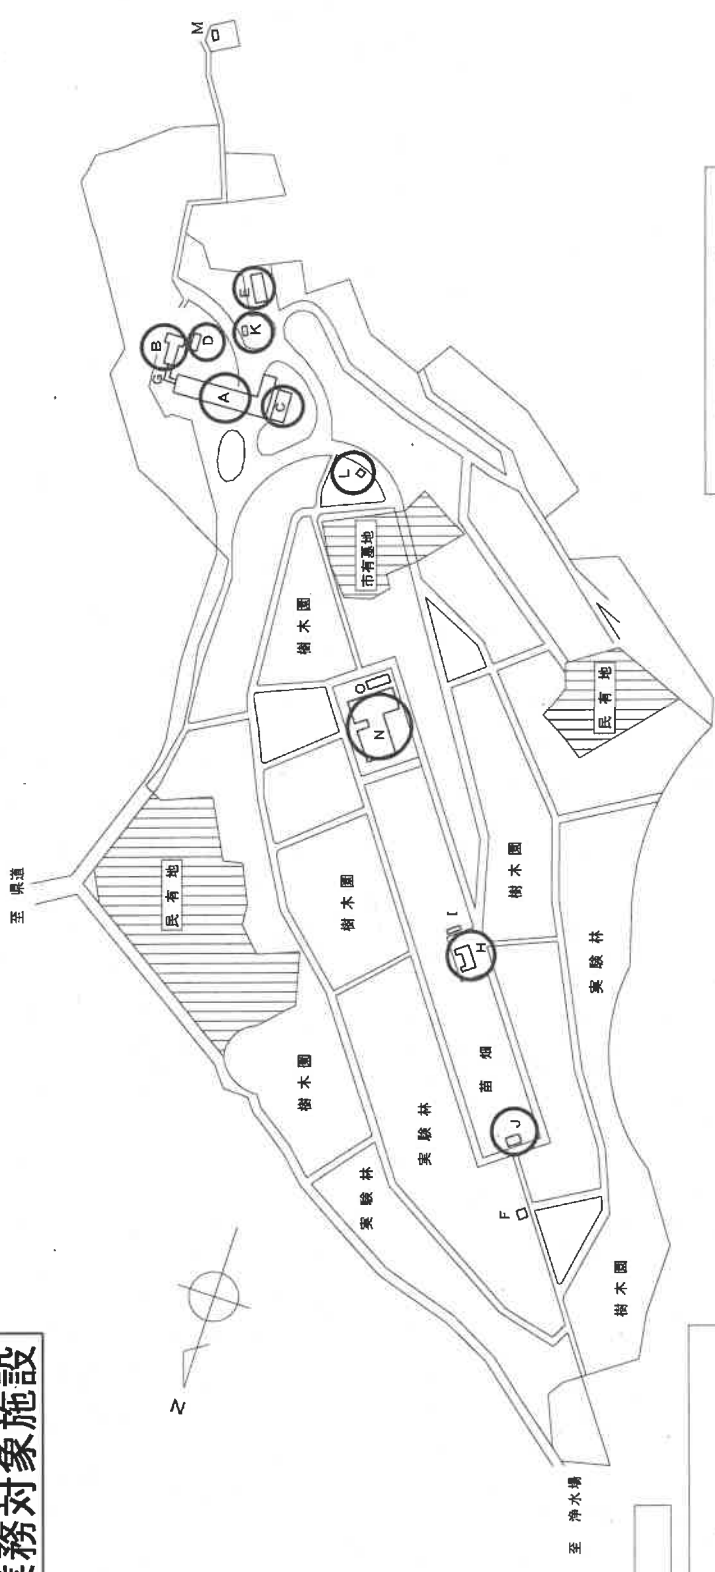 務対象施設
至 県道
M
B
G
民有地
N
D
A
E
K
C
樹木園
樹木園
L
樹木園
市有墓地
実験林
N
実験林
I
H
苗畑
F
J
樹木園
至 浄水場
実験林
民有地
樹木園